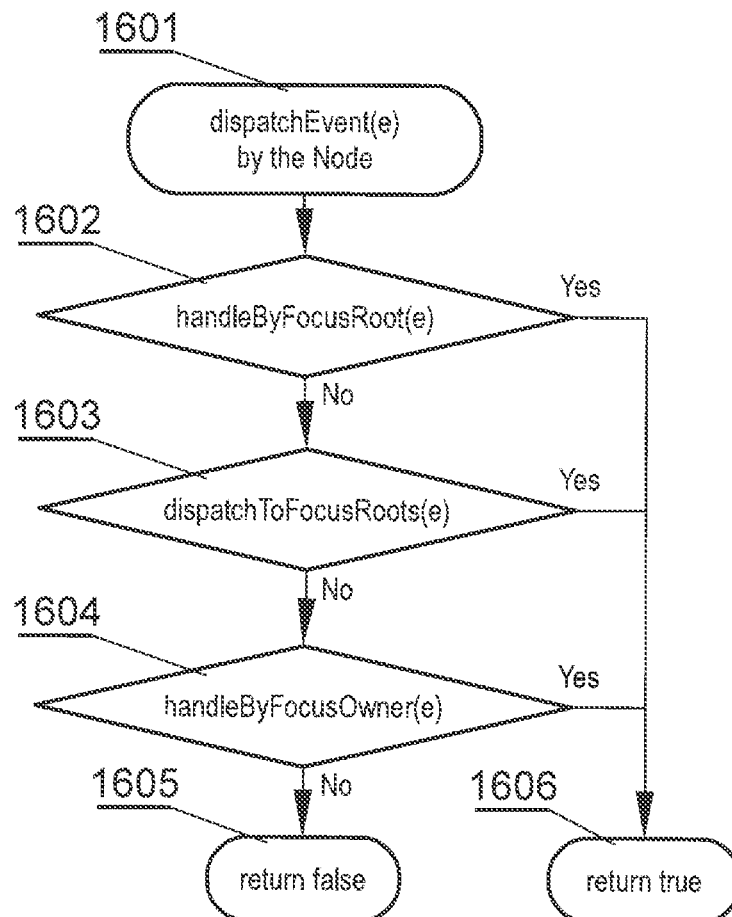 1601
dispatchEvent(e)
by the Node
1602
handleByFocusRoot(e)
Yes
No
1603
dispatchToFocusRoots(e)
Yes
No
1604
handleByFocusOwner(e)
Yes
No
1605
return false
1606
return true